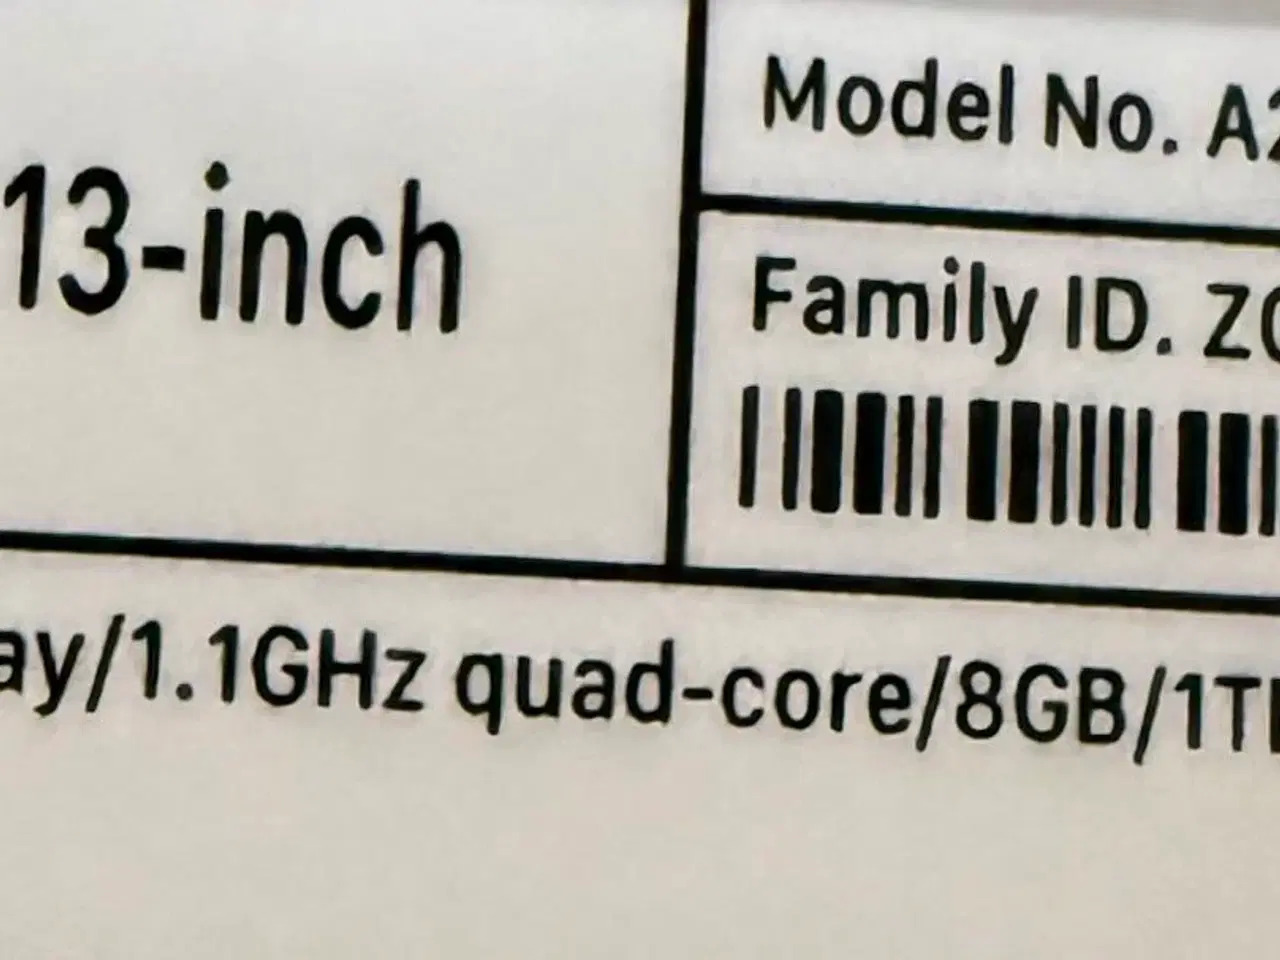 13-inch
Model No. A2
Family ID. Z0
ay/1.1GHz quad-core/8GB/1T